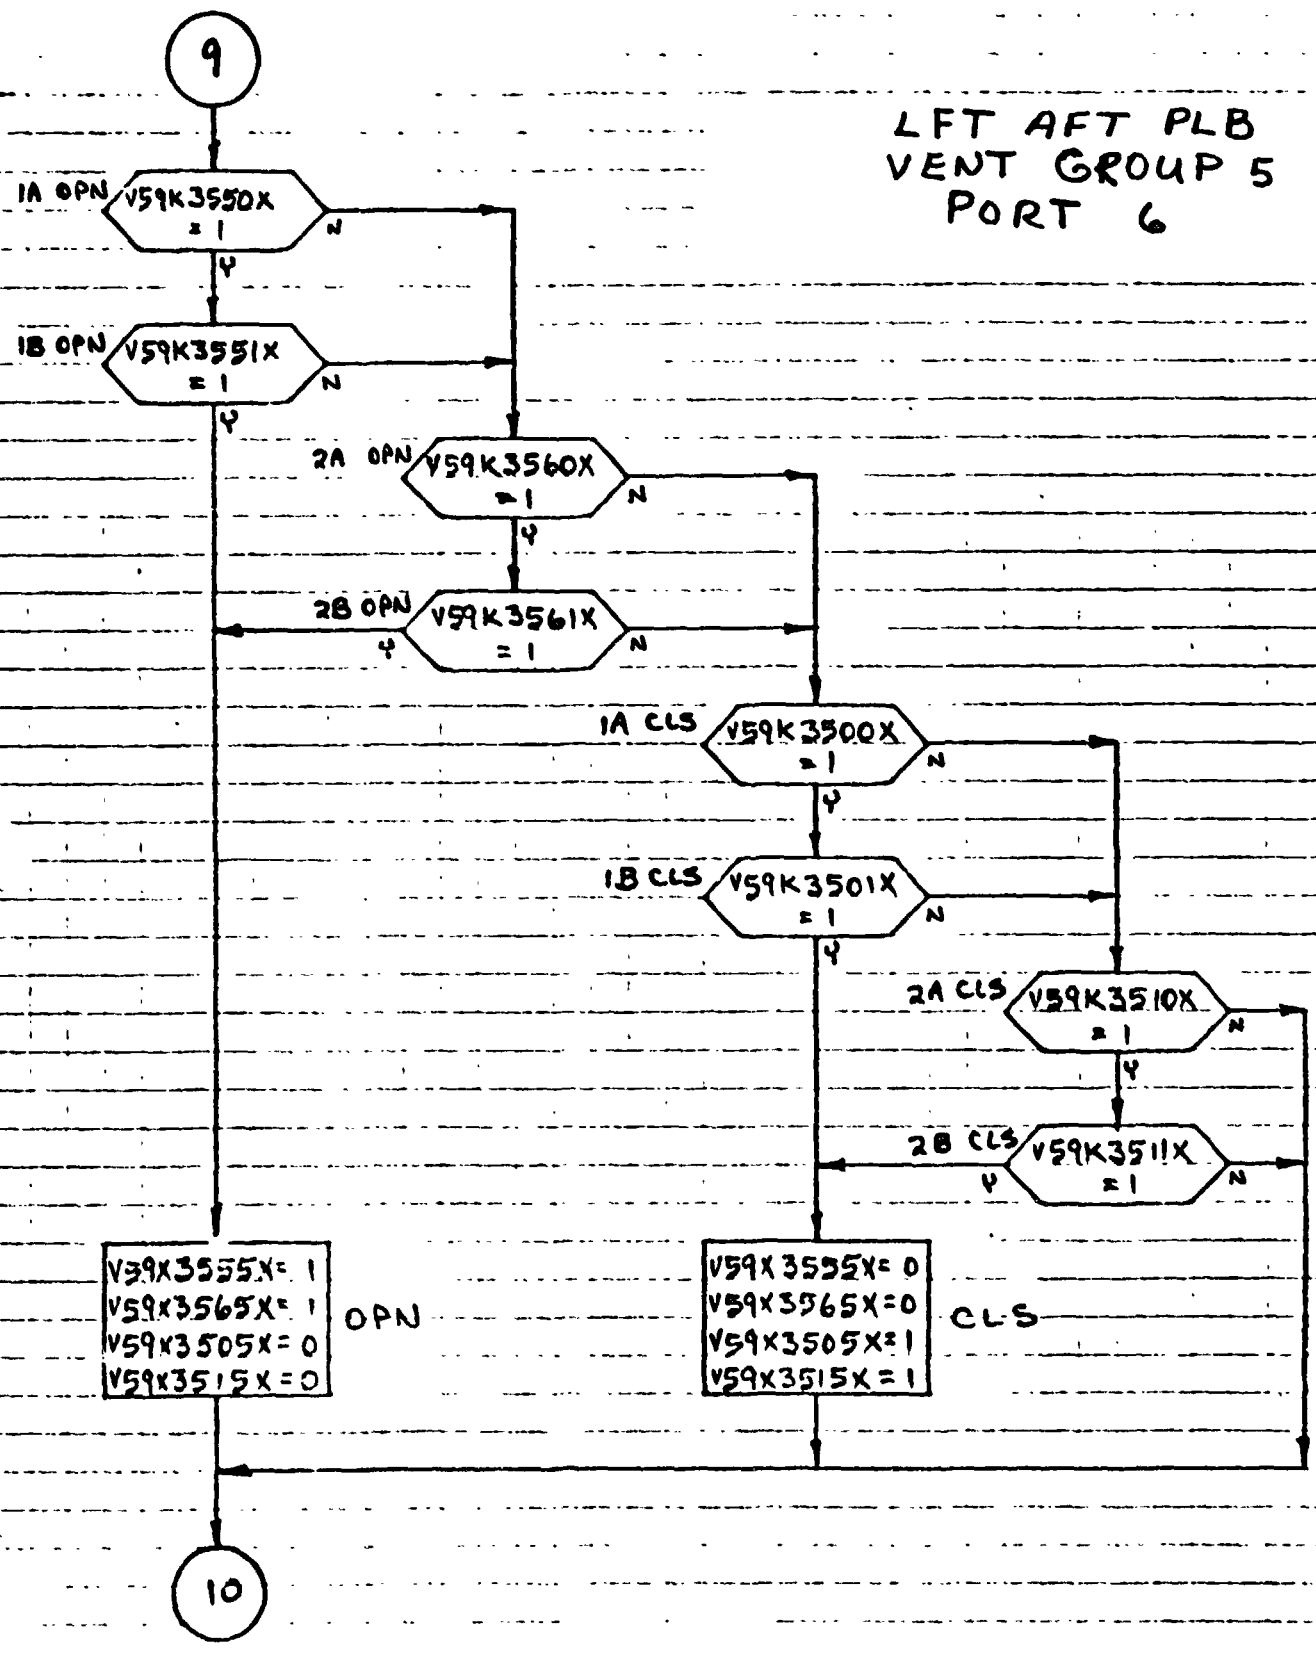 9
LFT AFT PLB
VENT GROUP 5
PORT 6
1A OPN
V59K3550X
= 1
N
Y
1B OPN
V59K3551X
= 1
N
Y
2A OPN
V59K3560X
= 1
N
Y
2B OPN
V59K3561X
= 1
Y
N
1A CLS
V59K3500X
= 1
N
Y
1B CLS
V59K3501X
= 1
N
Y
2A CLS
V59K3510X
= 1
N
Y
2B CLS
V59K3511X
= 1
Y
N
V59X3555X= 1
V59X3565X= 1
V59X3505X= 0
V59X3515X=0
OPN
V59X3555X= 0
V59X3565X=0
V59X3505X=1
V59X3515X=1
CLS
10